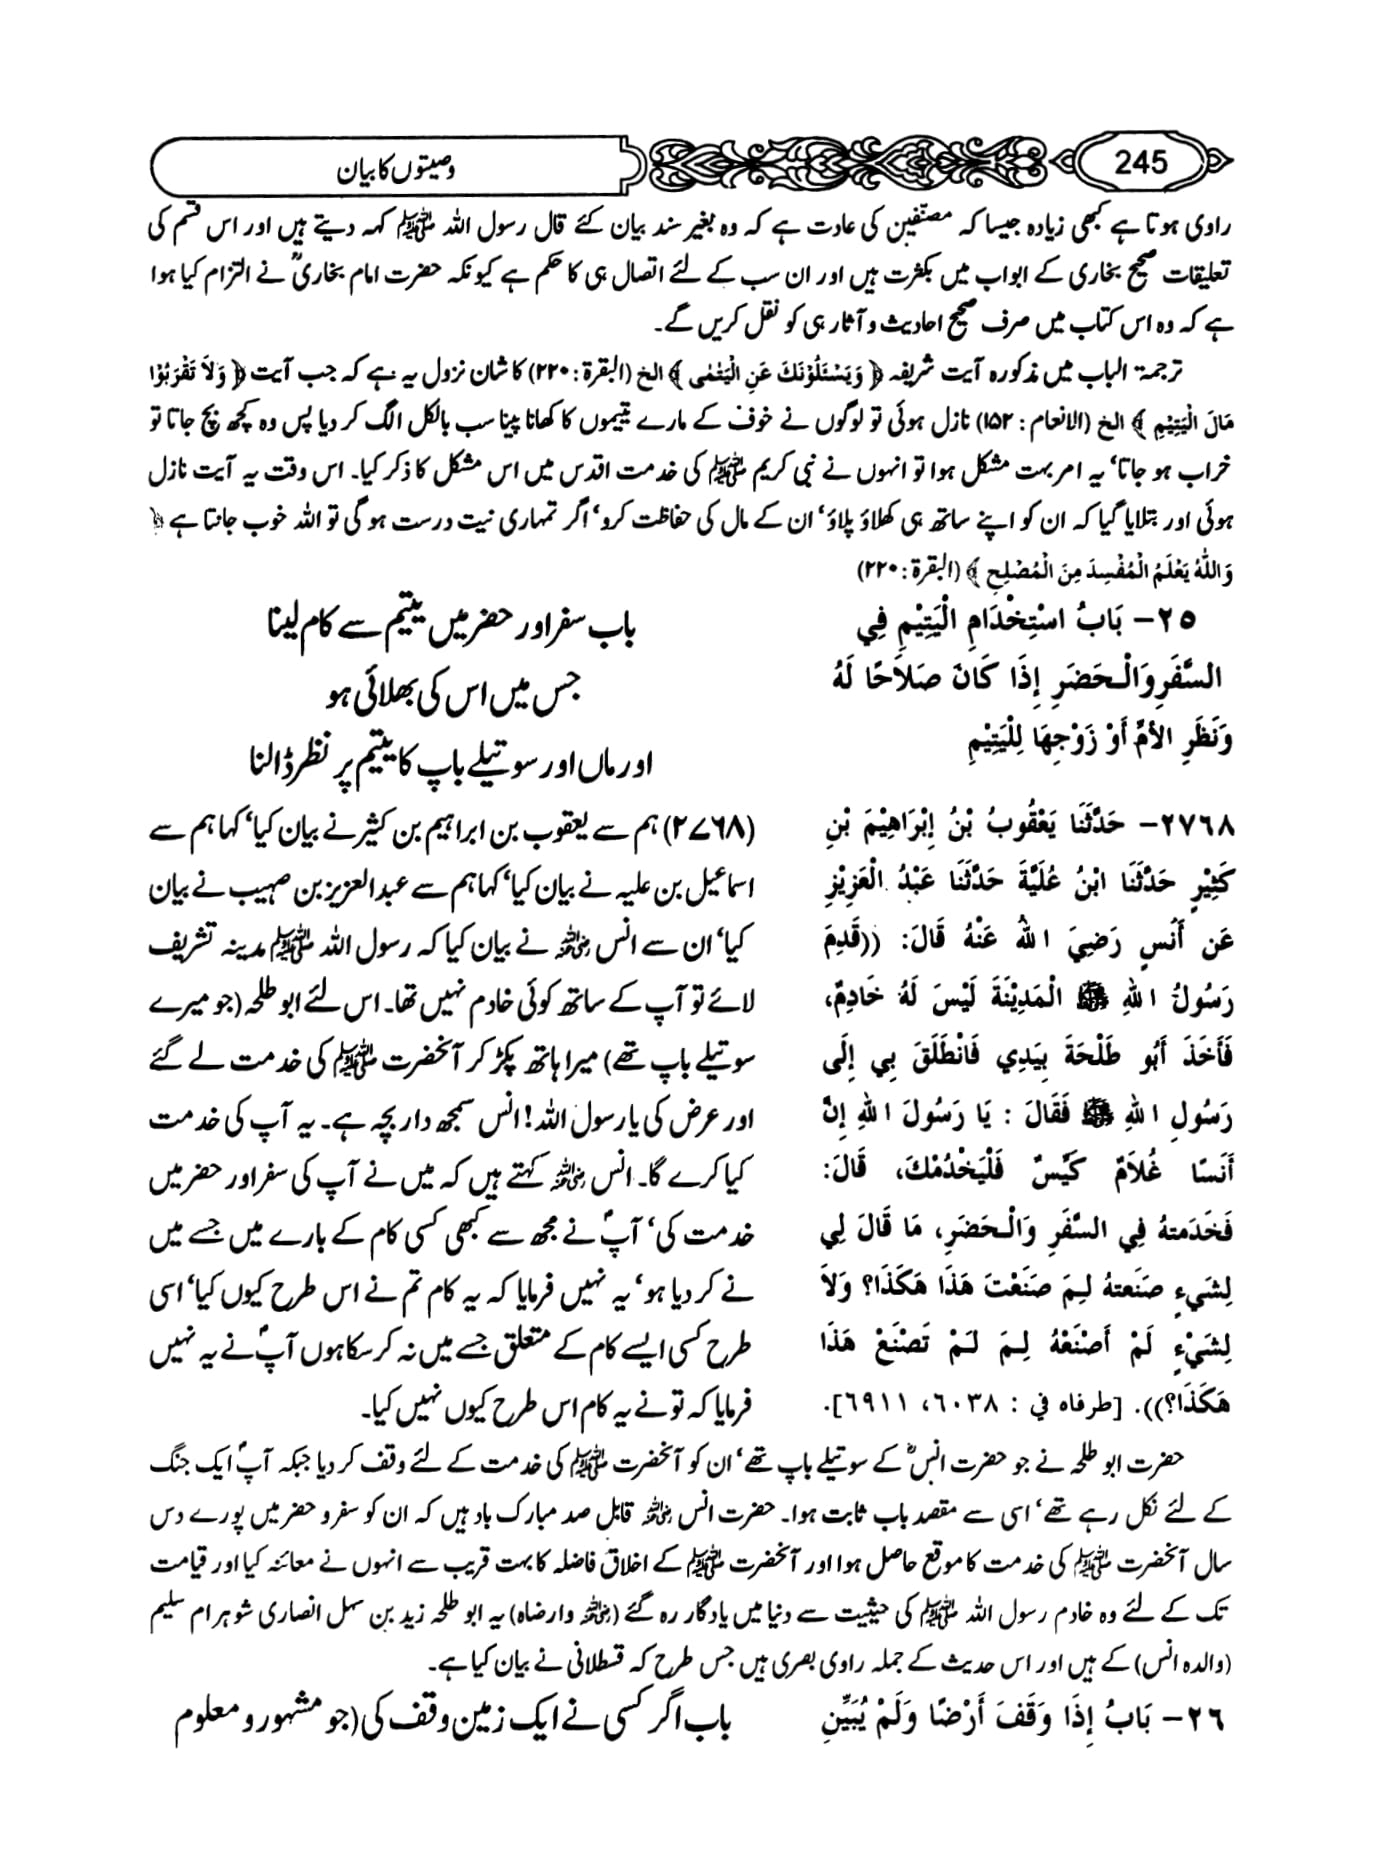 245
وصیتوں کا بیان
راوی ہوتا ہے کبھی زیادہ جیسا کہ مصنفین کی عادت ہے کہ وہ بغیر سند بیان کئے قال رسول اللہ ﷺ کہہ دیتے ہیں اور اس قسم کی
تعلیقات صحیح بخاری کے ابواب میں بکثرت ہیں اور ان سب کے لئے اتصال ہی کا حکم ہے کیونکہ حضرت امام بخاریؒ نے التزام کیا ہوا
ہے کہ وہ اس کتاب میں صرف صحیح احادیث و آثار ہی کو نقل کریں گے۔
ترجمۃ الباب میں مذکورہ آیت شریفہ ﴿ وَيَسْئَلُوْنَكَ عَنِ الْيَتٰمٰى ﴾ الخ (البقرۃ : ۲۲۰) کا شان نزول یہ ہے کہ جب آیت ﴿ وَلاَ تَقْرَبُوْا
مَالَ الْيَتِيْمِ ﴾ الخ (الانعام : ۱۵۲) نازل ہوئی تو لوگوں نے خوف کے مارے یتیموں کا کھانا پینا سب بالکل الگ کر دیا پس وہ کچھ بچ جاتا تو
خراب ہو جاتا‘ یہ امر بہت مشکل ہوا تو انہوں نے نبی کریم ﷺ کی خدمت اقدس میں اس مشکل کا ذکر کیا۔ اس وقت یہ آیت نازل
ہوئی اور بتلایا گیا کہ ان کو اپنے ساتھ ہی کھلاؤ پلاؤ‘ ان کے مال کی حفاظت کرو‘ اگر تمہاری نیت درست ہو گی تو اللہ خوب جانتا ہے ﴿
وَاللّٰهُ يَعْلَمُ الْمُفْسِدَ مِنَ الْمُصْلِحِ ﴾ (البقرۃ : ۲۲۰)
٢٥- بَابُ اسْتِخْدَامِ الْيَتِيْمِ فِي
السَّفَرِ وَالْحَضَرِ إِذَا كَانَ صَلاَحًا لَهُ
وَنَظَرِ الأُمِّ أَوْ زَوْجِهَا لِلْيَتِيْمِ
باب سفر اور حضر میں یتیم سے کام لینا
جس میں اس کی بھلائی ہو
اور ماں اور سوتیلے باپ کا یتیم پر نظر ڈالنا
٢٧٦٨- حَدَّثَنَا يَعْقُوبُ بْنُ إِبْرَاهِيْمَ بْنِ
كَثِيْرٍ حَدَّثَنَا ابْنُ عُلَيَّةَ حَدَّثَنَا عَبْدُ الْعَزِيْزِ
عَن أَنَسٍ رَضِيَ اللهُ عَنْهُ قَالَ: ((قَدِمَ
رَسُولُ اللهِ ﷺ الْمَدِيْنَةَ لَيْسَ لَهُ خَادِمٌ،
فَأَخَذَ أَبُو طَلْحَةَ بِيَدِي فَانْطَلَقَ بِي إِلَى
رَسُولِ اللهِ ﷺ فَقَالَ : يَا رَسُولَ اللهِ إِنَّ
أَنَسًا غُلاَمٌ كَيِّسٌ فَلْيَخْدُمْكَ، قَالَ:
فَخَدَمتهُ فِي السَّفَرِ وَالْحَضَرِ، مَا قَالَ لِي
لِشَيءٍ صَنَعتهُ لِمَ صَنَعْتَ هَذَا هَكَذَا؟ وَلاَ
لِشَيْءٍ لَمْ أَصْنَعْهُ لِمَ لَمْ تَصْنَعْ هَذَا
هَكَذَا؟)). [طرفاه في : ٦٠٣٨، ٦٩١١].
(۲۷۶۸) ہم سے یعقوب بن ابراہیم بن کثیر نے بیان کیا‘ کہا ہم سے
اسماعیل بن علیہ نے بیان کیا‘ کہا ہم سے عبدالعزیز بن صہیب نے بیان
کیا‘ ان سے انس رضی اللہ عنہ نے بیان کیا کہ رسول اللہ ﷺ مدینہ تشریف
لائے تو آپ کے ساتھ کوئی خادم نہیں تھا۔ اس لئے ابو طلحہ (جو میرے
سوتیلے باپ تھے) میرا ہاتھ پکڑ کر آنحضرت ﷺ کی خدمت لے گئے
اور عرض کی یا رسول اللہ! انس سمجھ دار بچہ ہے۔ یہ آپ کی خدمت
کیا کرے گا۔ انس رضی اللہ عنہ کہتے ہیں کہ میں نے آپ کی سفر اور حضر میں
خدمت کی‘ آپؐ نے مجھ سے کبھی کسی کام کے بارے میں جسے میں
نے کر دیا ہو‘ یہ نہیں فرمایا کہ یہ کام تم نے اس طرح کیوں کیا‘ اسی
طرح کسی ایسے کام کے متعلق جسے میں نہ کر سکا ہوں آپؐ نے یہ نہیں
فرمایا کہ تو نے یہ کام اس طرح کیوں نہیں کیا۔
حضرت ابو طلحہ نے جو حضرت انسؓ کے سوتیلے باپ تھے‘ ان کو آنحضرت ﷺ کی خدمت کے لئے وقف کر دیا جبکہ آپؐ ایک جنگ
کے لئے نکل رہے تھے‘ اسی سے مقصد باب ثابت ہوا۔ حضرت انس رضی اللہ عنہ قابل صد مبارک باد ہیں کہ ان کو سفر و حضر میں پورے دس
سال آنحضرت ﷺ کی خدمت کا موقع حاصل ہوا اور آنحضرت ﷺ کے اخلاق فاضلہ کا بہت قریب سے انہوں نے معائنہ کیا اور قیامت
تک کے لئے وہ خادم رسول اللہ ﷺ کی حیثیت سے دنیا میں یادگار رہ گئے (رضی اللہ عنہ وارضاہ) یہ ابو طلحہ زید بن سہل انصاری شوہر ام سلیم
(والدہ انس) کے ہیں اور اس حدیث کے جملہ راوی بصری ہیں جس طرح کہ قسطلانی نے بیان کیا ہے۔
٢٦- بَابُ إِذَا وَقَفَ أَرْضًا وَلَمْ يُبَيِّنِ
باب اگر کسی نے ایک زمین وقف کی (جو مشہور و معلوم